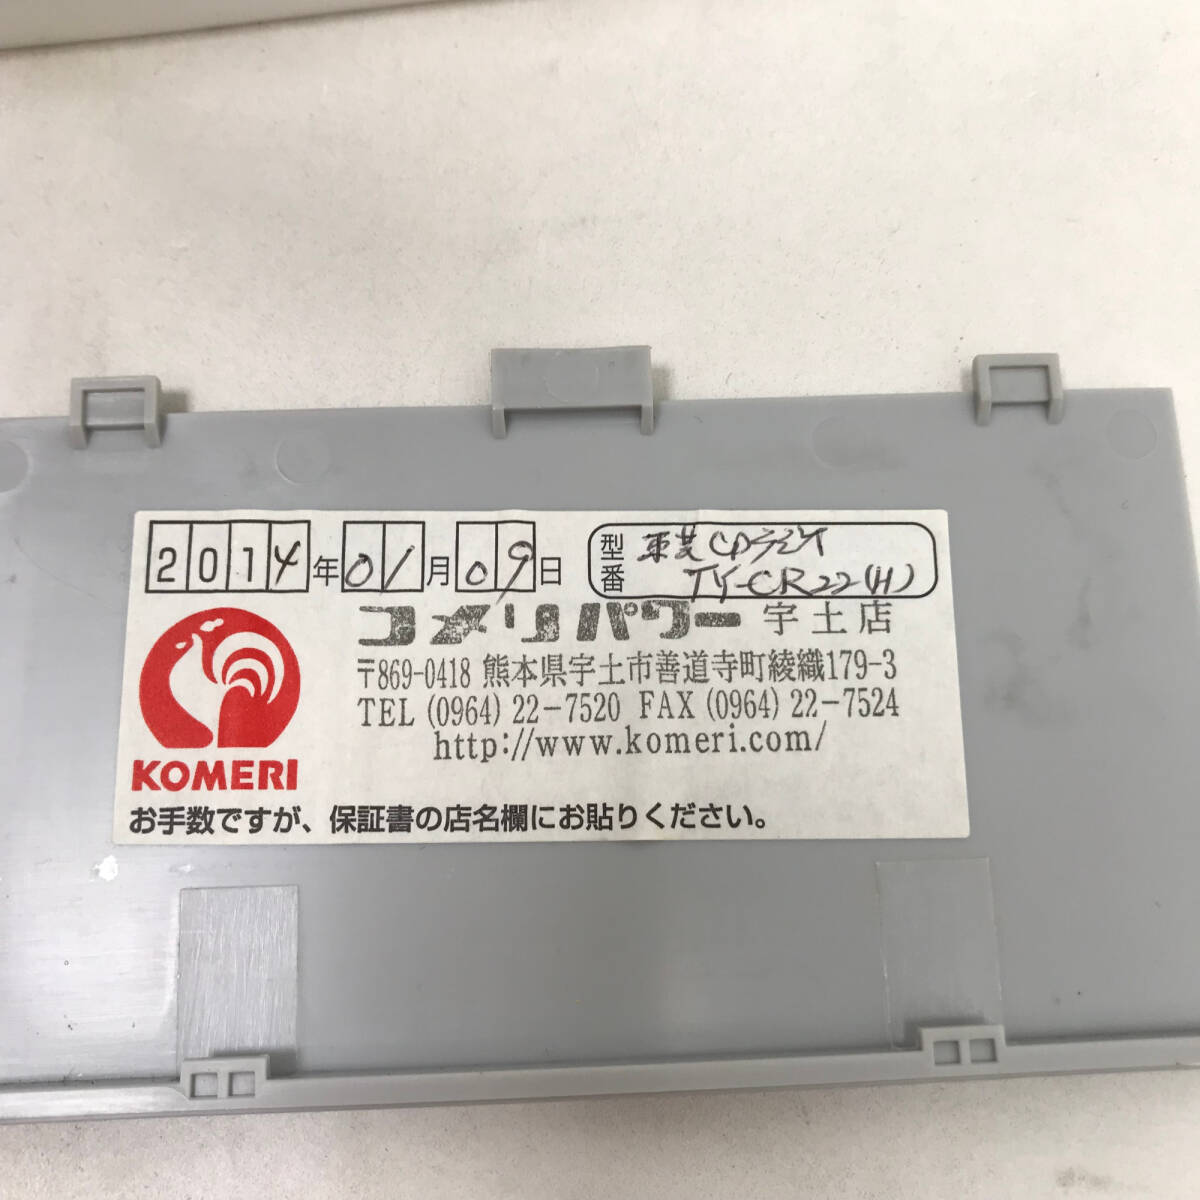 2014年01月09日
型番 東芝CDラジオ
TY-CR22(H)
コメリパワー 宇土店
〒869-0418 熊本県宇土市善道寺町綾織179-3
TEL (0964) 22-7520 FAX (0964) 22-7524
http://www.komeri.com/
KOMERI
お手数ですが、保証書の店名欄にお貼りください。